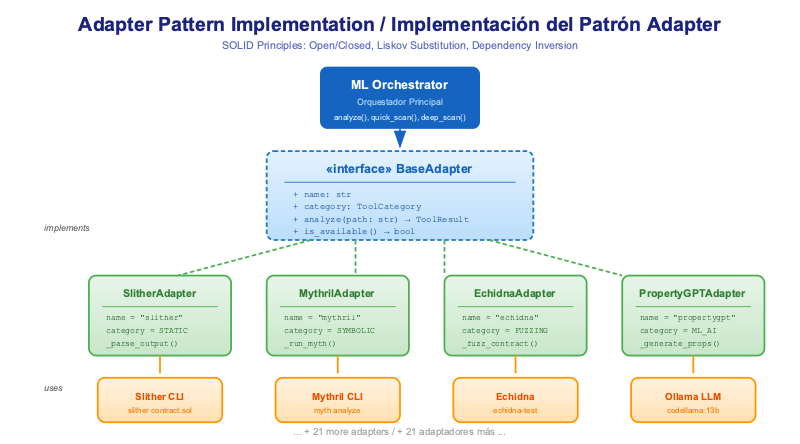 Adapter Pattern Implementation / Implementación del Patrón Adapter
SOLID Principles: Open/Closed, Liskov Substitution, Dependency Inversion
ML Orchestrator
Orquestador Principal
analyze(), quick_scan(), deep_scan()
«interface» BaseAdapter
+ name: str
+ category: ToolCategory
+ analyze(path: str) → ToolResult
+ is_available() → bool
implements
SlitherAdapter
name = "slither"
category = STATIC
_parse_output()
MythrilAdapter
name = "mythril"
category = SYMBOLIC
_run_myth()
EchidnaAdapter
name = "echidna"
category = FUZZING
_fuzz_contract()
PropertyGPTAdapter
name = "propertygpt"
category = ML_AI
_generate_props()
uses
Slither CLI
slither contract.sol
Mythril CLI
myth analyze
Echidna
echidna-test
Ollama LLM
codellama:13b
... + 21 more adapters / + 21 adaptadores más ...